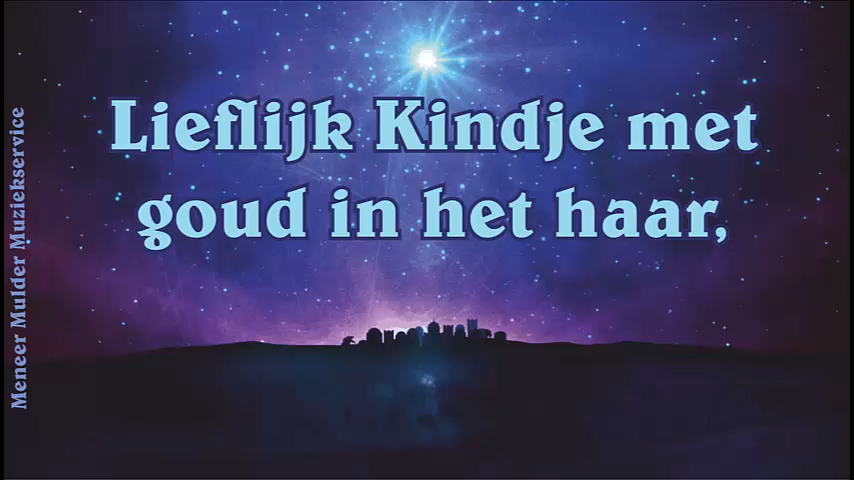 Lieflijk Kindje met
goud in het haar,
Meneer Mulder Muziekservice